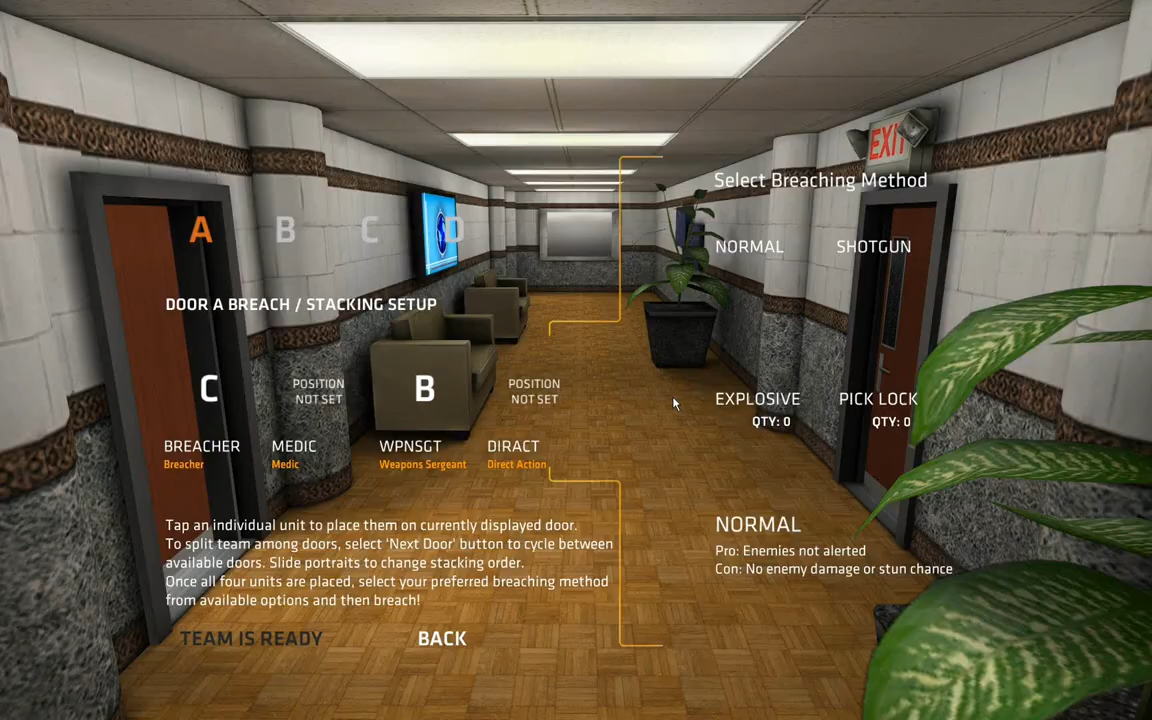 EXIT
Select Breaching Method
A B C D
NORMAL SHOTGUN
DOOR A BREACH / STACKING SETUP
C
POSITION
NOT SET
B
POSITION
NOT SET
EXPLOSIVE
QTY: 0
PICK LOCK
QTY: 0
BREACHER
Breacher
MEDIC
Medic
WPNSGT
Weapons Sergeant
DIRACT
Direct Action
Tap an individual unit to place them on currently displayed door.
To split team among doors, select 'Next Door' button to cycle between
available doors. Slide portraits to change stacking order.
Once all four units are placed, select your preferred breaching method
from available options and then breach!
NORMAL
Pro: Enemies not alerted
Con: No enemy damage or stun chance
TEAM IS READY BACK